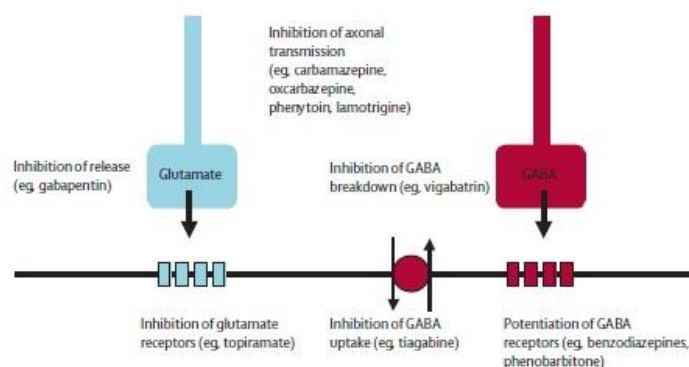 Inhibition of axonal
transmission
(eg, carbamazepine,
oxcarbazepine,
phenytoin, lamotrigine)
Inhibition of release
(eg, gabapentin)
Glutamate
Inhibition of GABA
breakdown (eg, vigabatrin)
GABA
Inhibition of glutamate
receptors (eg, topiramate)
Inhibition of GABA
uptake (eg, tiagabine)
Potentiation of GABA
receptors (eg, benzodiazepines,
phenobarbitone)